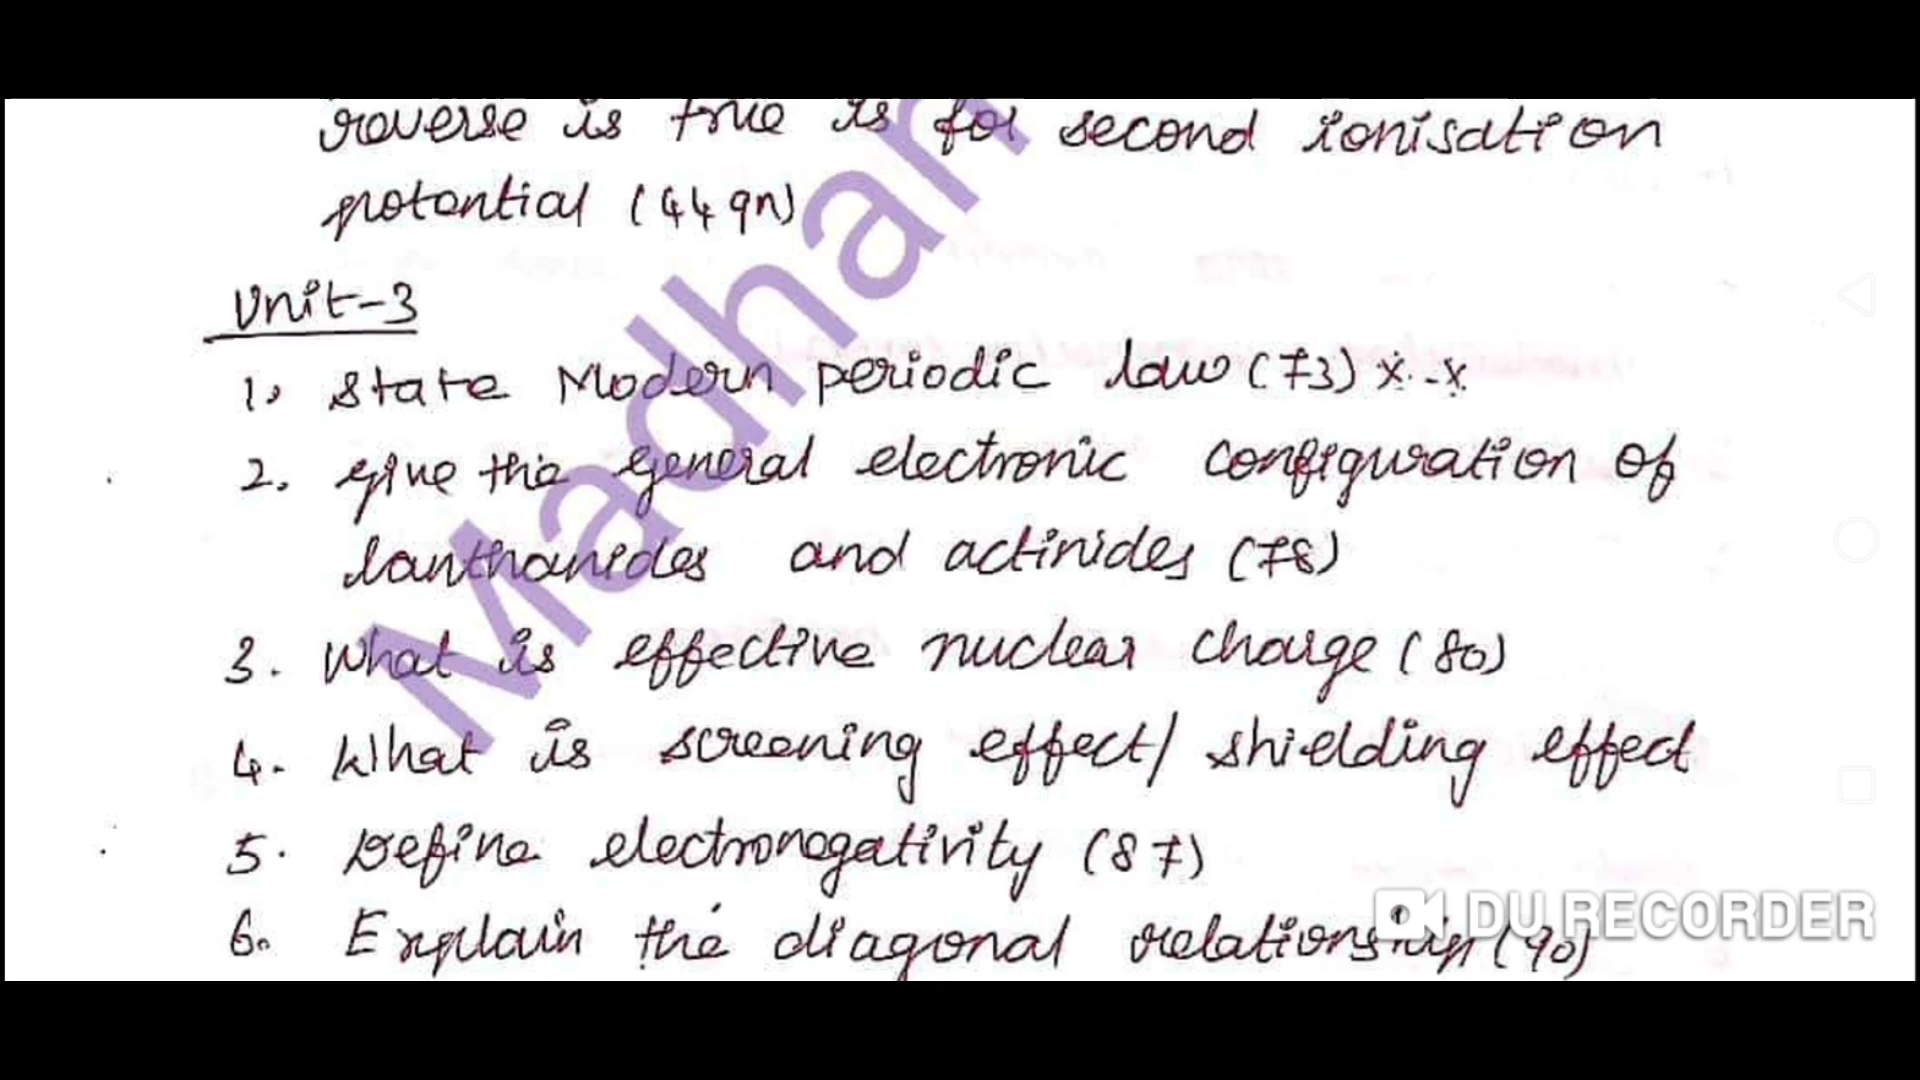 reverse is true is for second ionisation
potential (44 qn)
Unit-3
1. State Modern periodic law (73) x..x
2. give the general electronic configuration of
lanthanides and actinides (78)
3. What is effective nuclear charge (80)
4. What is screening effect/ shielding effect
5. Define electronegativity (87)
6. Explain the diagonal relationship (90)
Madhan
DU RECORDER